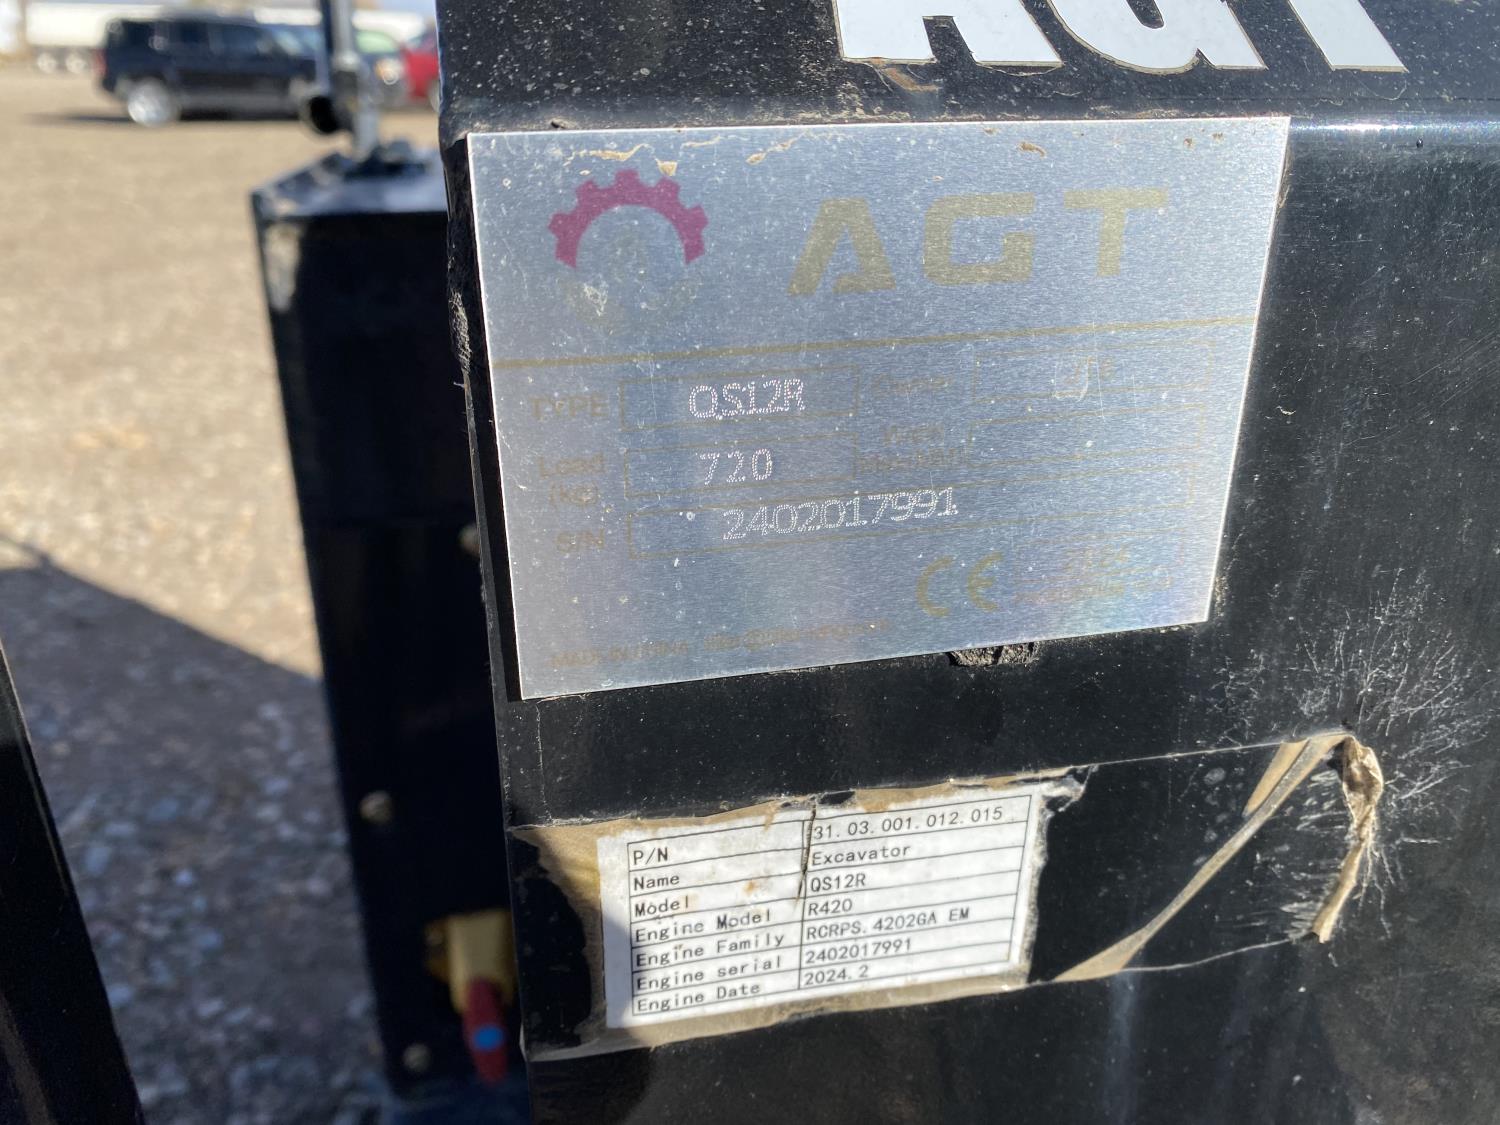 AGT
AGT
TYPE QS12R
Load (kg) 720
S/N 2402017991
CE
P/N 31.03.001.012.015
Name Excavator
Model QS12R
Engine Model R420
Engine Family RCRPS.4202GA EM
Engine serial 2402017991
Engine Date 2024.2